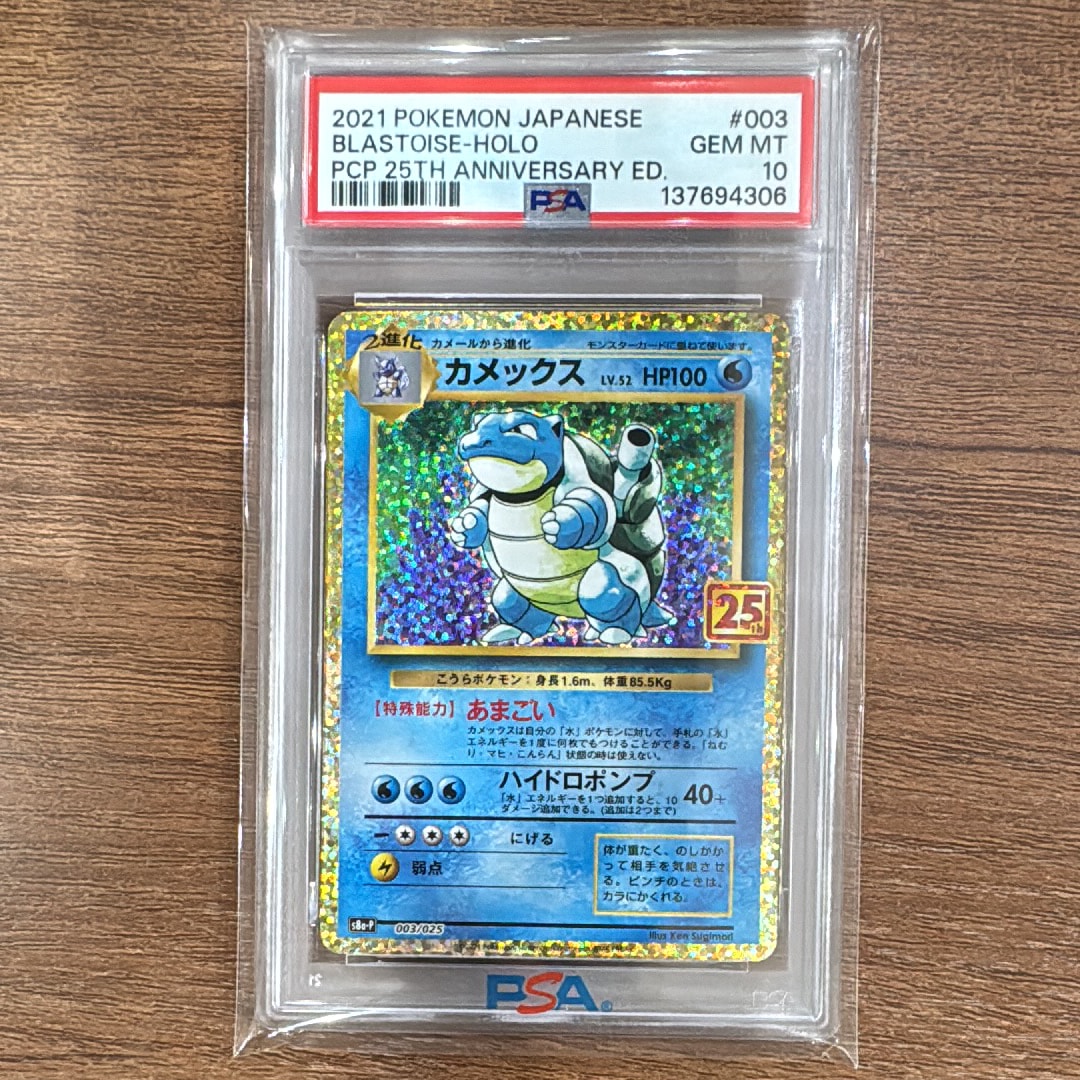 2021 POKEMON JAPANESE #003
BLASTOISE-HOLO GEM MT
PCP 25TH ANNIVERSARY ED. 10
PSA 137694306
2進化 カメールから進化 モンスターカードに重ねて使います。
カメックス LV.52 HP100
25th
こうらポケモン：身長1.6m、体重85.5Kg
【特殊能力】あまごい
カメックスは自分の「水」ポケモンに対して、手札の「水」
エネルギーを1度に何枚でもつけることができる。「ねむ
り・マヒ・こんらん」状態の時は使えない。
ハイドロポンプ 40+
「水」エネルギーを1つ追加すると、10
ダメージ追加できる。(追加は2つまで)
にげる
弱点
体が重たく、のしかか
って相手を気絶させ
る。ピンチのときは、
カラにかくれる。
s8a-P 003/025 Illus Ken Sugimori
PSA®